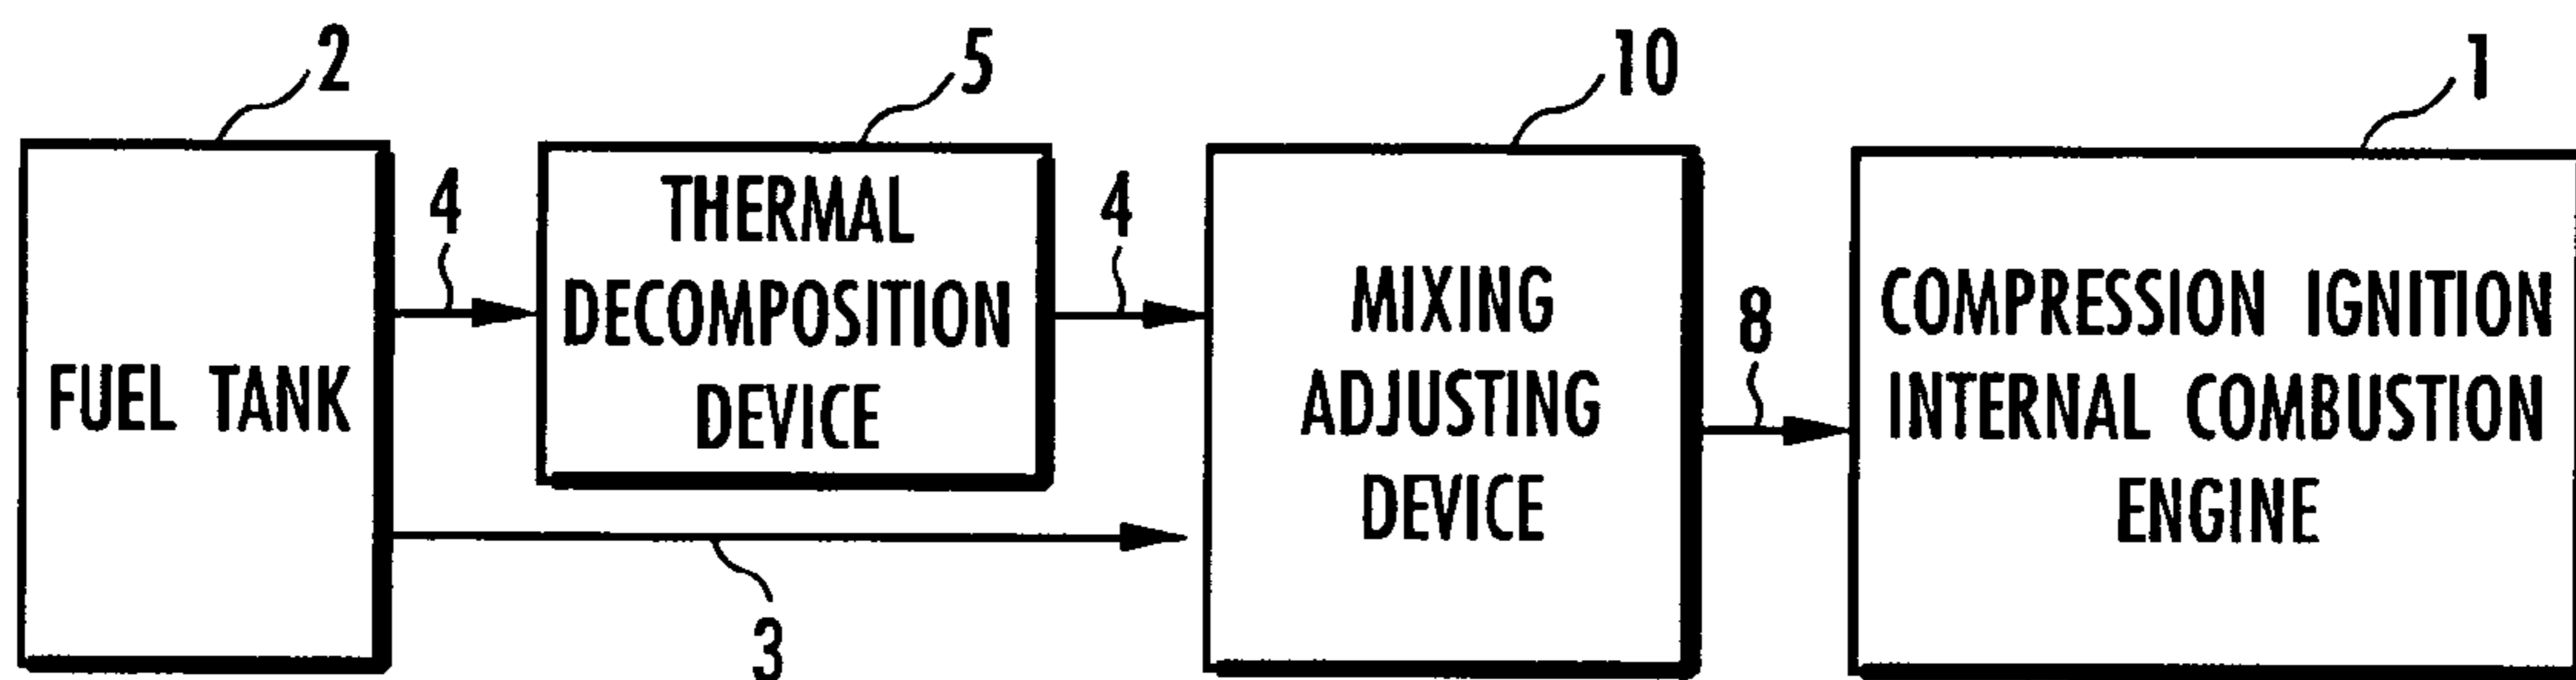 2
5
10
1
4
4
8
3
FUEL TANK
THERMAL
DECOMPOSITION
DEVICE
MIXING
ADJUSTING
DEVICE
COMPRESSION IGNITION
INTERNAL COMBUSTION
ENGINE